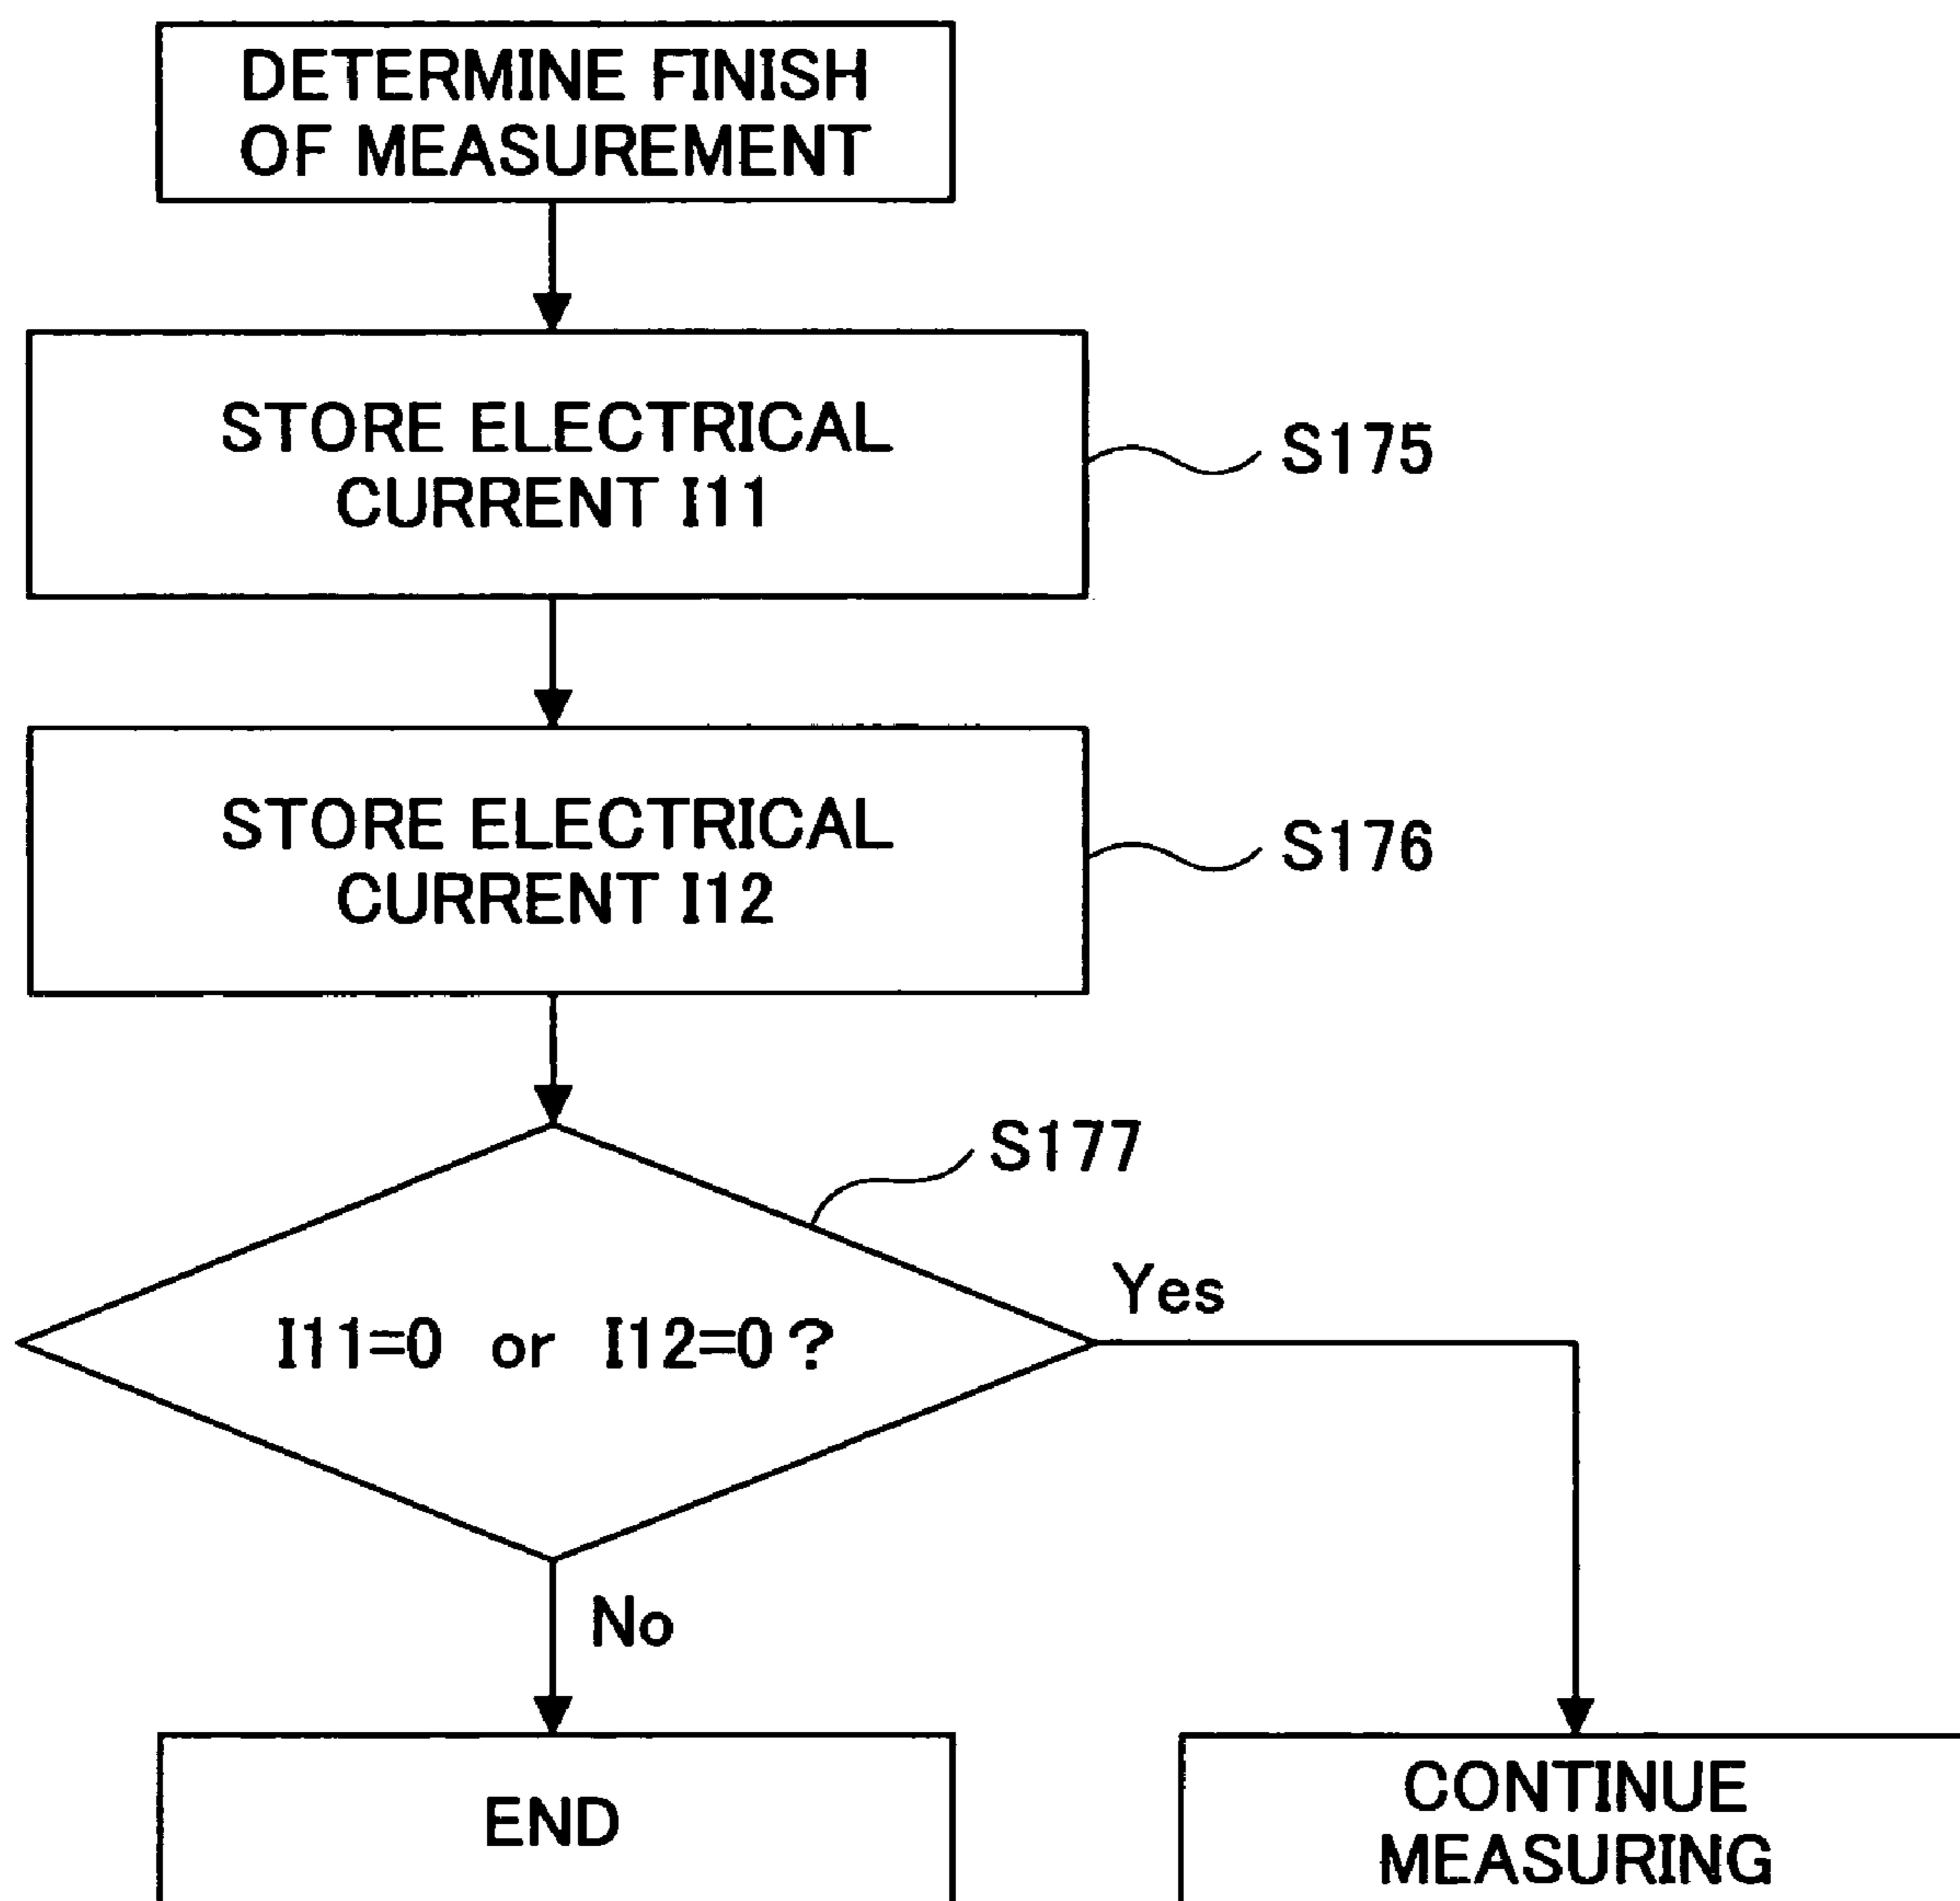 DETERMINE FINISH
OF MEASUREMENT
STORE ELECTRICAL
CURRENT I11
S175
STORE ELECTRICAL
CURRENT I12
S176
S177
I11=0 or I12=0?
Yes
No
END
CONTINUE
MEASURING